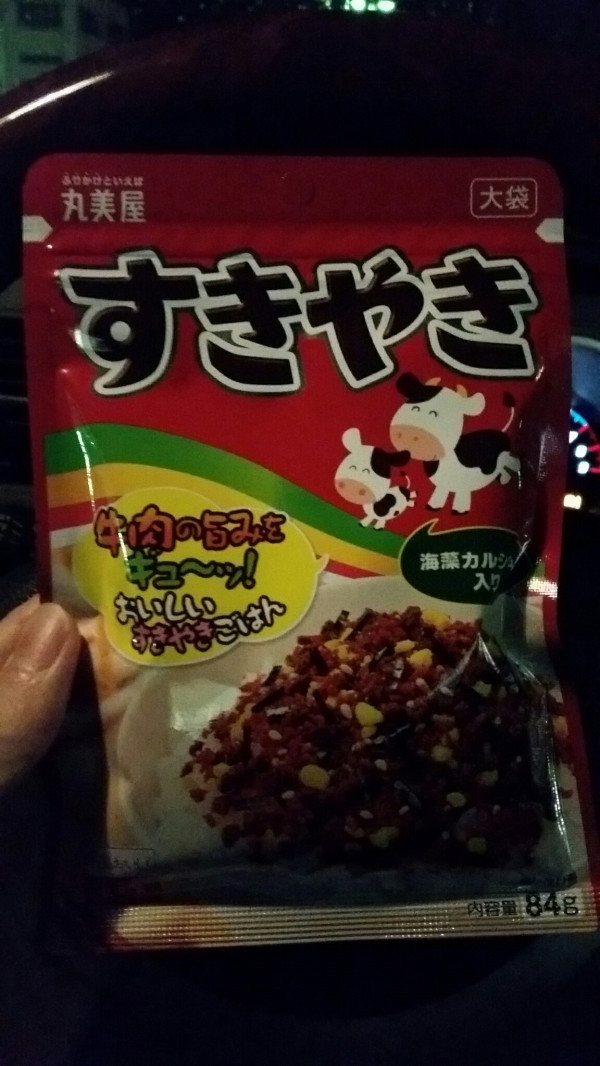 ふりかけといえば
丸美屋
大袋
すきやき
牛肉の旨みを
ギュ〜ッ!
おいしい
すきやきごはん
海藻カルシウム
入り
内容量 84g